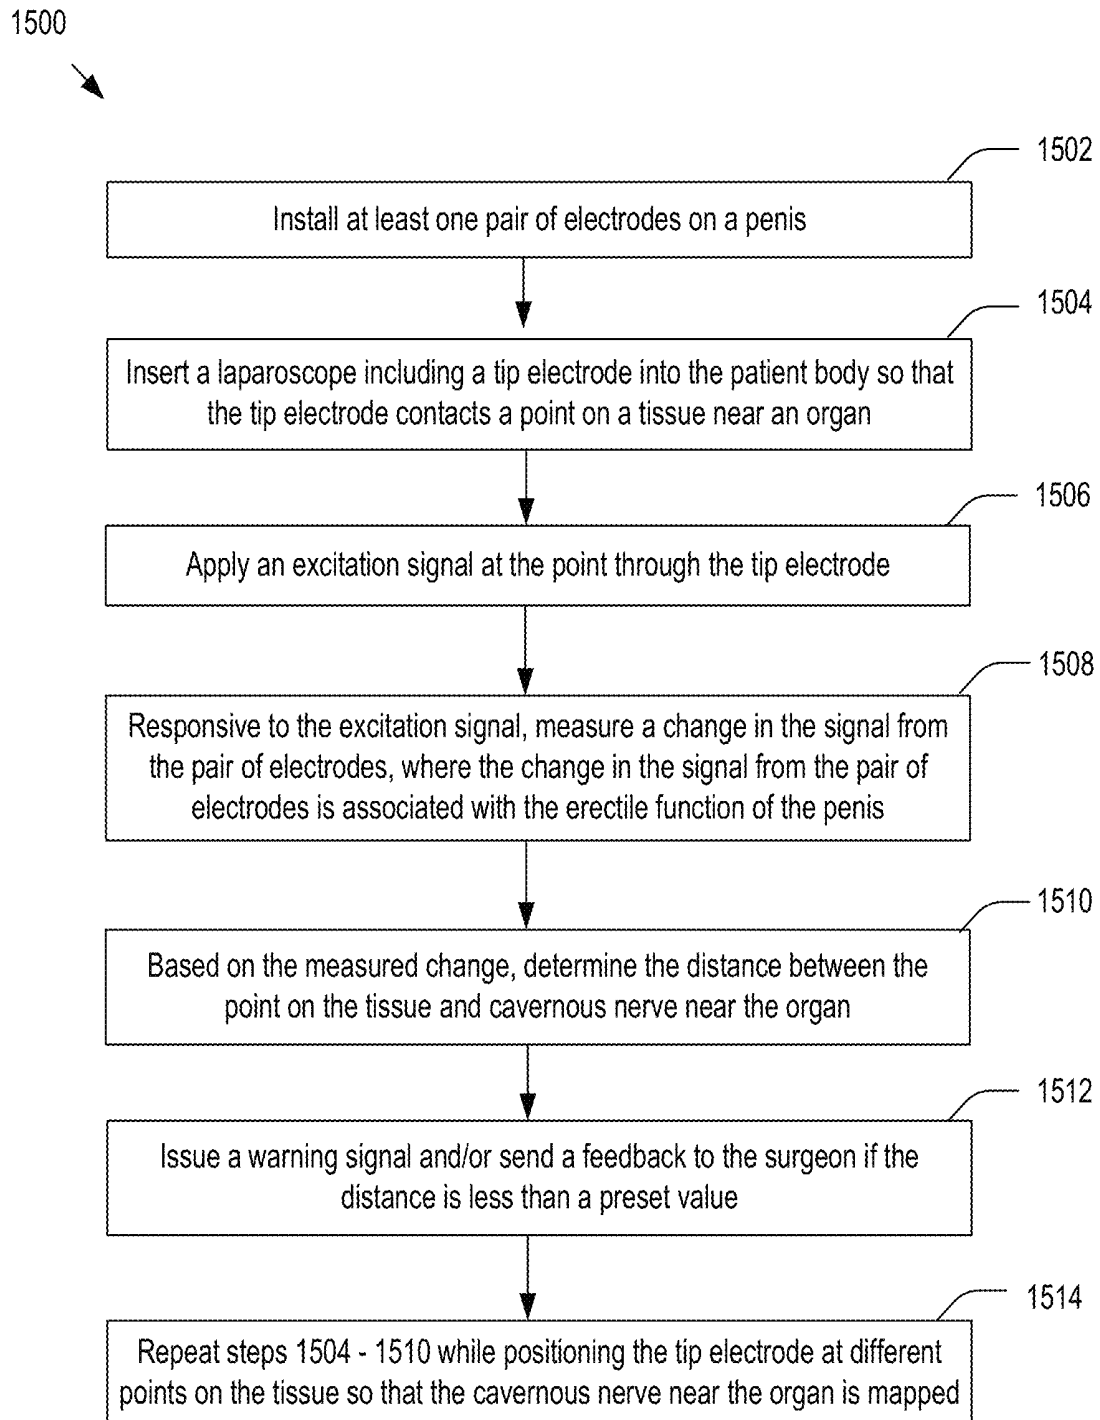 1500
1502
Install at least one pair of electrodes on a penis
1504
Insert a laparoscope including a tip electrode into the patient body so that
the tip electrode contacts a point on a tissue near an organ
1506
Apply an excitation signal at the point through the tip electrode
1508
Responsive to the excitation signal, measure a change in the signal from
the pair of electrodes, where the change in the signal from the pair of
electrodes is associated with the erectile function of the penis
1510
Based on the measured change, determine the distance between the
point on the tissue and cavernous nerve near the organ
1512
Issue a warning signal and/or send a feedback to the surgeon if the
distance is less than a preset value
1514
Repeat steps 1504 - 1510 while positioning the tip electrode at different
points on the tissue so that the cavernous nerve near the organ is mapped